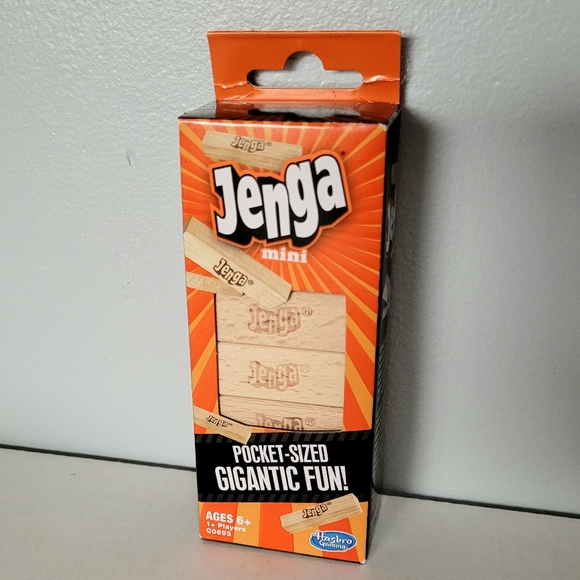 Jenga®
Jenga®
mini
Jenga®
Jenga®
Jenga®
Jenga®
Jenga®
POCKET-SIZED
GIGANTIC FUN!
AGES 6+
1+ Players
C0693
Jenga®
Hasbro
Gaming